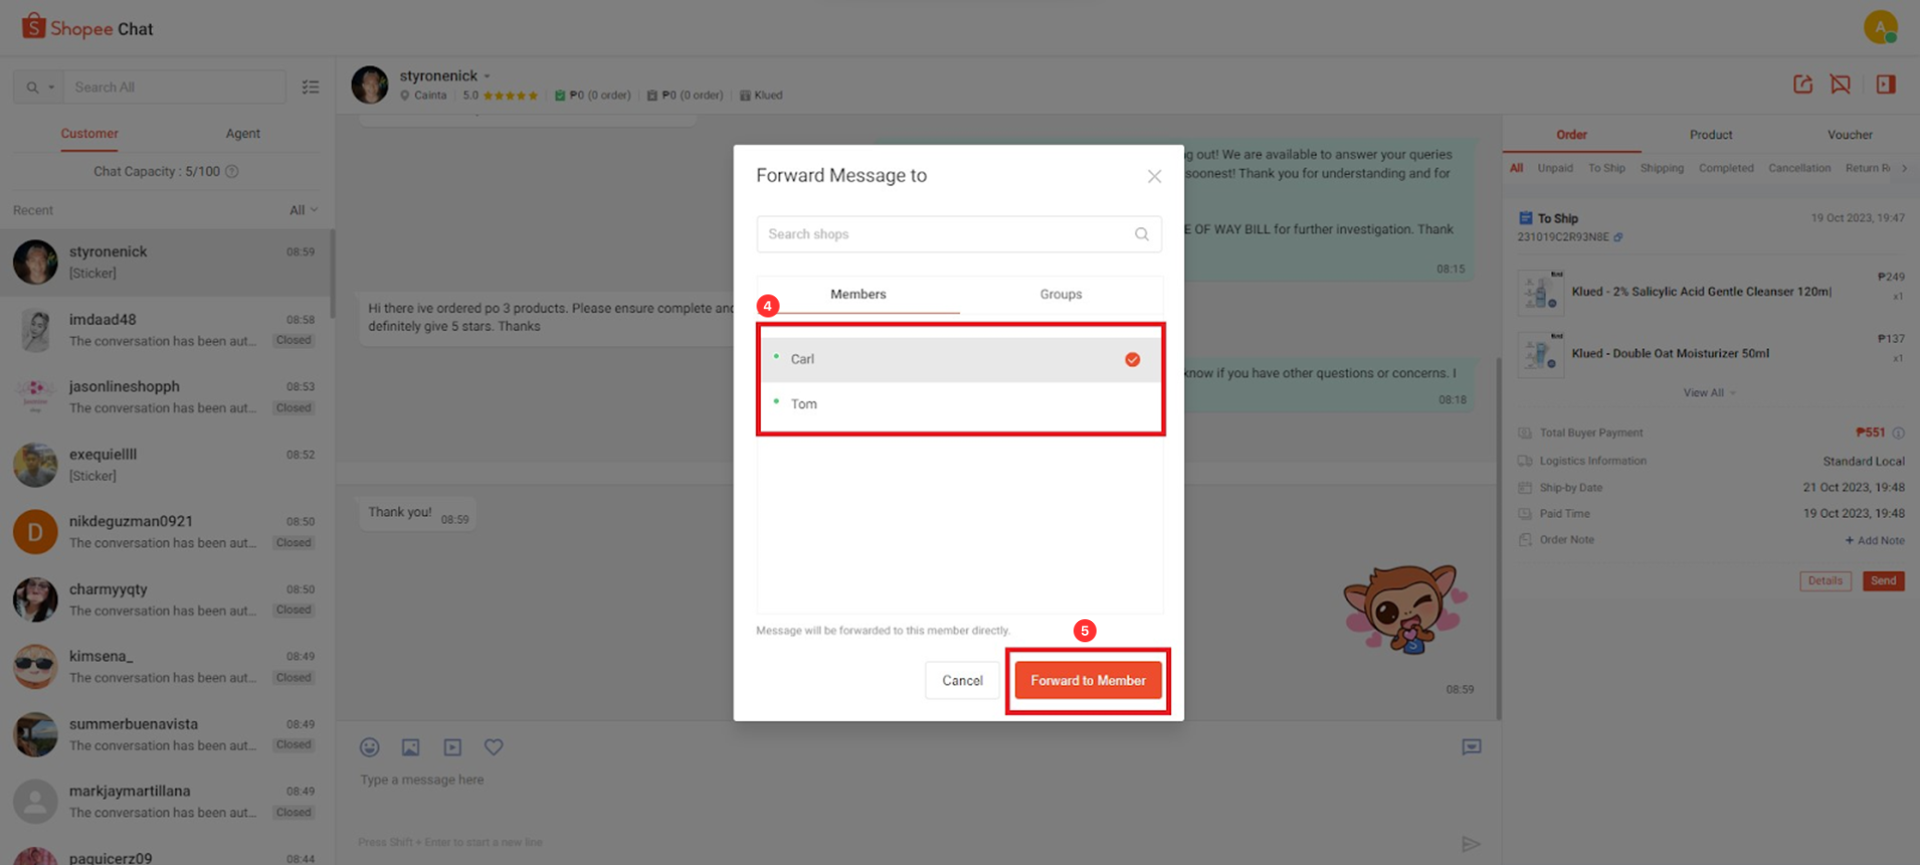 Shopee Chat
A
Search All
Customer
Agent
Chat Capacity : 5/100
Recent
All
styronenick
08:59
[Sticker]
imdaad48
08:58
The conversation has been aut...
Closed
jasonlineshopph
08:53
The conversation has been aut...
Closed
exequiellll
08:52
[Sticker]
D
nikdeguzman0921
08:50
The conversation has been aut...
Closed
charmyyqty
08:50
The conversation has been aut...
Closed
kimsena_
08:49
The conversation has been aut...
Closed
summerbuenavista
08:49
The conversation has been aut...
Closed
markjaymartillana
08:49
The conversation has been aut...
Closed
paguicerz09
08:44
styronenick
Cainta
5.0
₱0 (0 order)
₱0 (0 order)
Klued
g out! We are available to answer your queries
soonest! Thank you for understanding and for
E OF WAY BILL for further investigation. Thank
08:15
Hi there ive ordered po 3 products. Please ensure complete and
definitely give 5 stars. Thanks
know if you have other questions or concerns. I
08:18
Thank you!
08:59
08:59
Type a message here
Press Shift + Enter to start a new line
Forward Message to
Search shops
Members
Groups
4
Carl
Tom
Message will be forwarded to this member directly.
5
Cancel
Forward to Member
Order
Product
Voucher
All
Unpaid
To Ship
Shipping
Completed
Cancellation
Return R
To Ship
19 Oct 2023, 19:47
231019C2R93N8E
Klued - 2% Salicylic Acid Gentle Cleanser 120ml
₱249
x1
Klued - Double Oat Moisturizer 50ml
₱137
x1
View All
Total Buyer Payment
₱551
Logistics Information
Standard Local
Ship-by Date
21 Oct 2023, 19:48
Paid Time
19 Oct 2023, 19:48
Order Note
+ Add Note
Details
Send